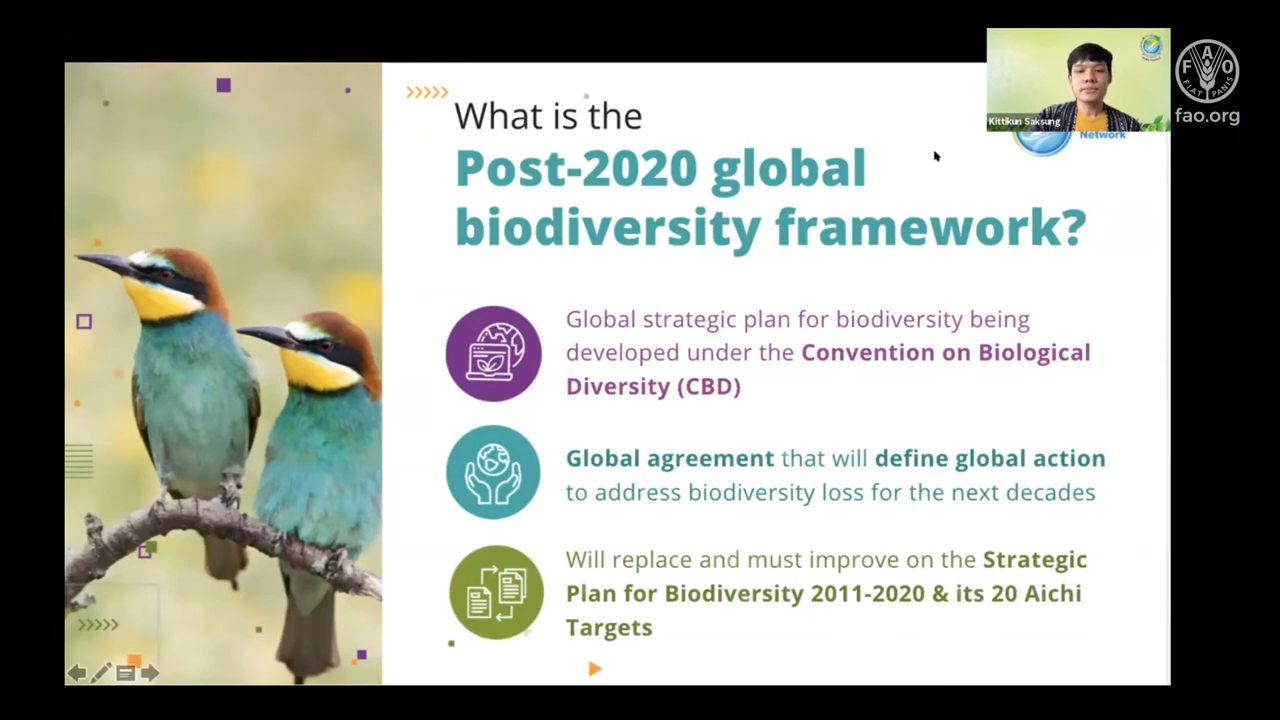 What is the
Post-2020 global
biodiversity framework?
Global strategic plan for biodiversity being
developed under the Convention on Biological
Diversity (CBD)
Global agreement that will define global action
to address biodiversity loss for the next decades
Will replace and must improve on the Strategic
Plan for Biodiversity 2011-2020 & its 20 Aichi
Targets
Kittikun Saksung
Network
FAO
FIAT PANIS
fao.org